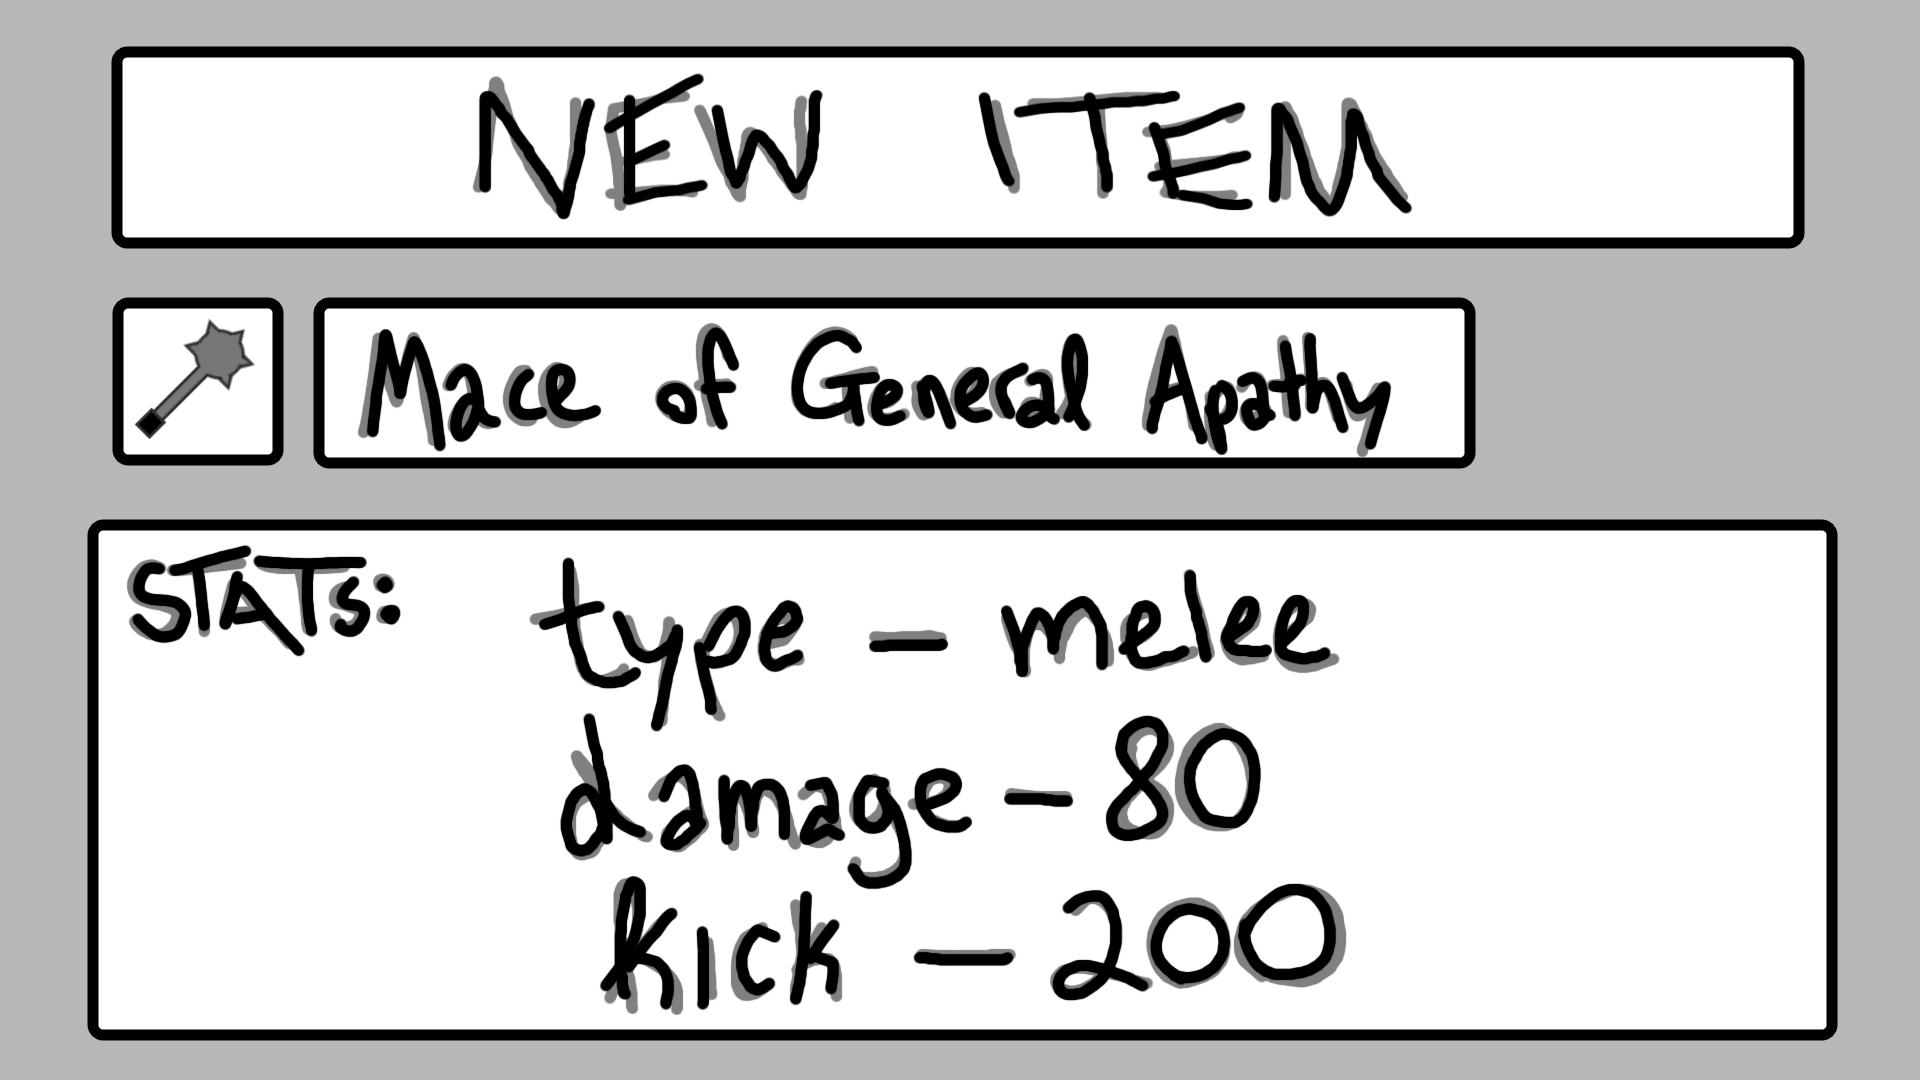 NEW ITEM
Mace of General Apathy
STATS:
type - melee
damage - 80
kick - 200